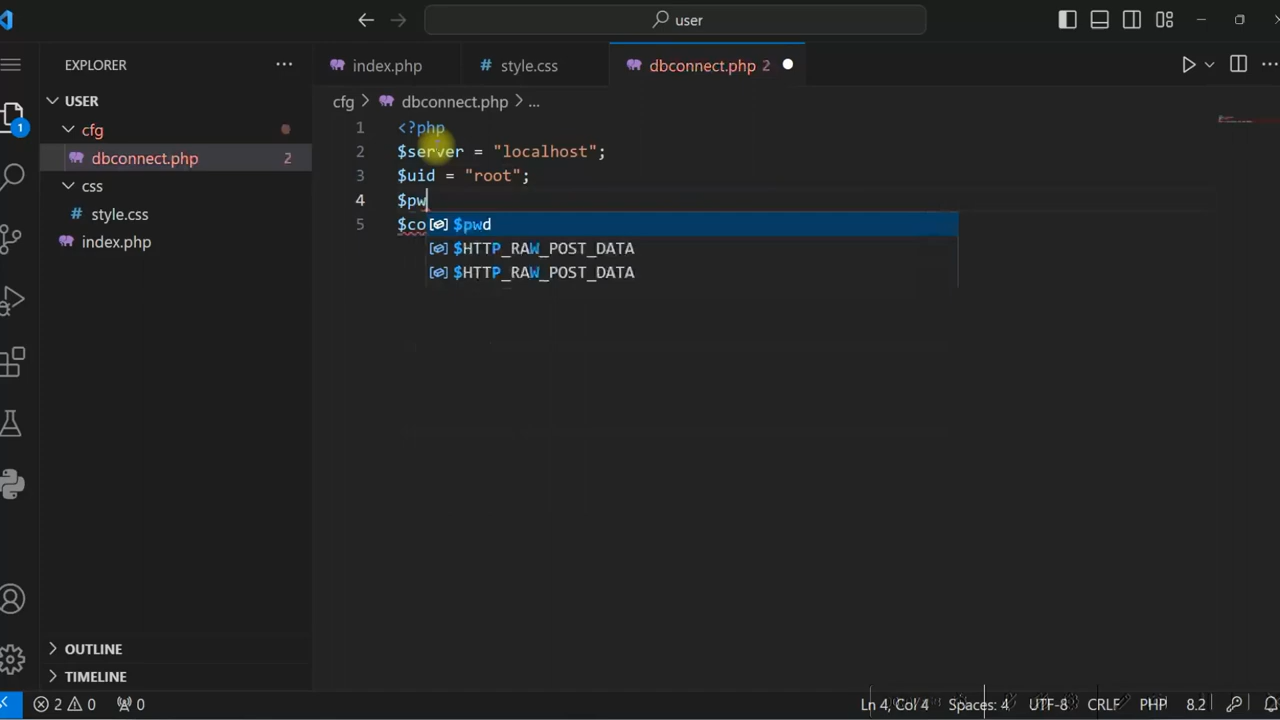 user
EXPLORER ...
index.php
# style.css
dbconnect.php 2
USER
cfg
dbconnect.php 2
css
# style.css
index.php
cfg > dbconnect.php > ...
1 <?php
2 $server = "localhost";
3 $uid = "root";
4 $pw
5 $co
$pwd
$HTTP_RAW_POST_DATA
$HTTP_RAW_POST_DATA
1
OUTLINE
TIMELINE
2 0 0
Ln 4, Col 4 Spaces: 4 UTF-8 CRLF PHP 8.2